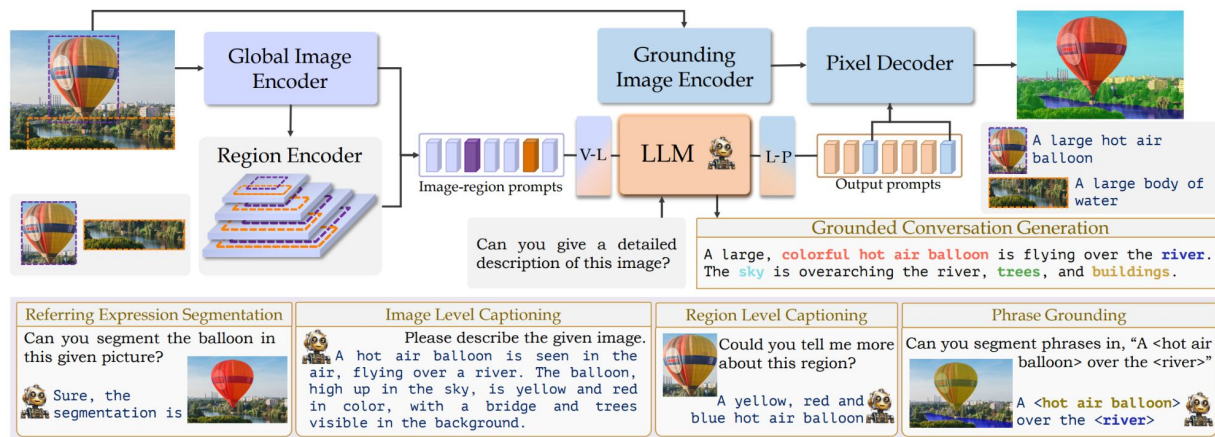 Global Image
Encoder
Grounding
Image Encoder
Pixel Decoder
Region Encoder
Image-region prompts
V-L
LLM
L-P
Output prompts
A large hot air
balloon
A large body of
water
Can you give a detailed
description of this image?
Grounded Conversation Generation
A large, colorful hot air balloon is flying over the river.
The sky is overarching the river, trees, and buildings.
Referring Expression Segmentation
Can you segment the balloon in
this given picture?
Sure, the
segmentation is
Image Level Captioning
Please describe the given image.
A hot air balloon is seen in the
air, flying over a river. The balloon,
high up in the sky, is yellow and red
in color, with a bridge and trees
visible in the background.
Region Level Captioning
Could you tell me more
about this region?
A yellow, red and
blue hot air balloon
Phrase Grounding
Can you segment phrases in, “A <hot air
balloon> over the <river>”
A <hot air balloon>
over the <river>